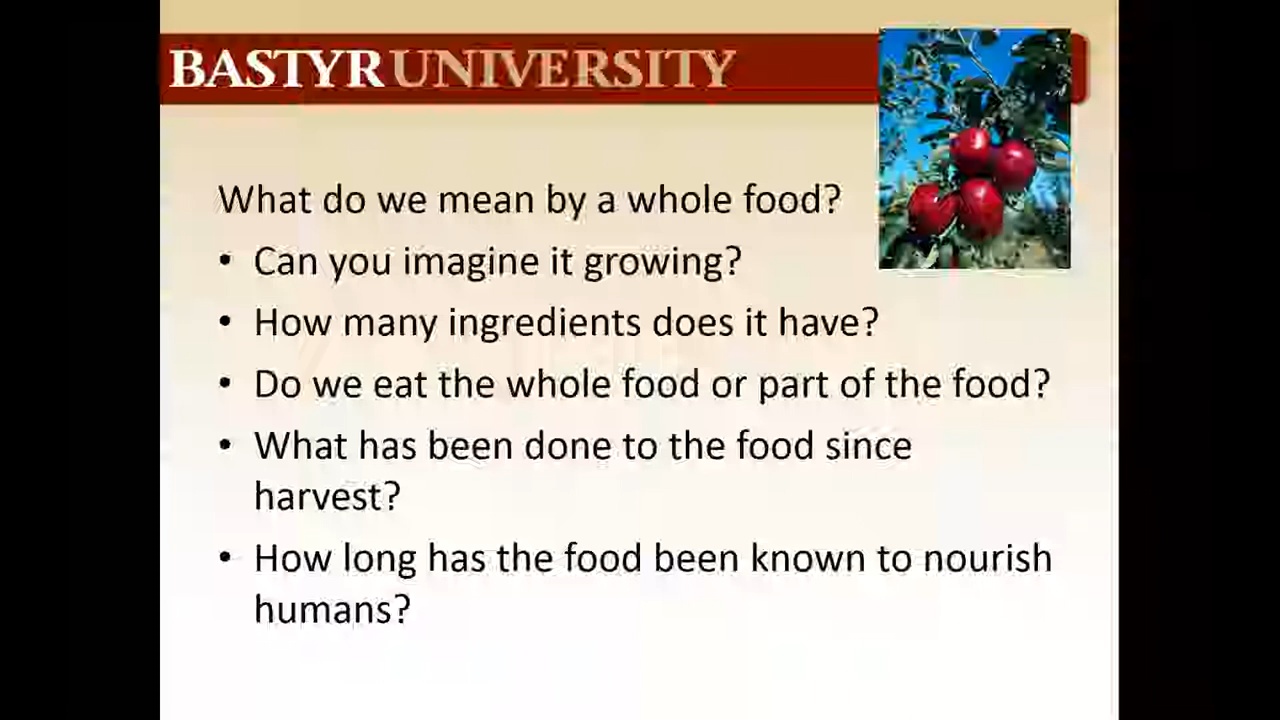 BASTYR UNIVERSITY
What do we mean by a whole food?
• Can you imagine it growing?
• How many ingredients does it have?
• Do we eat the whole food or part of the food?
• What has been done to the food since
harvest?
• How long has the food been known to nourish
humans?